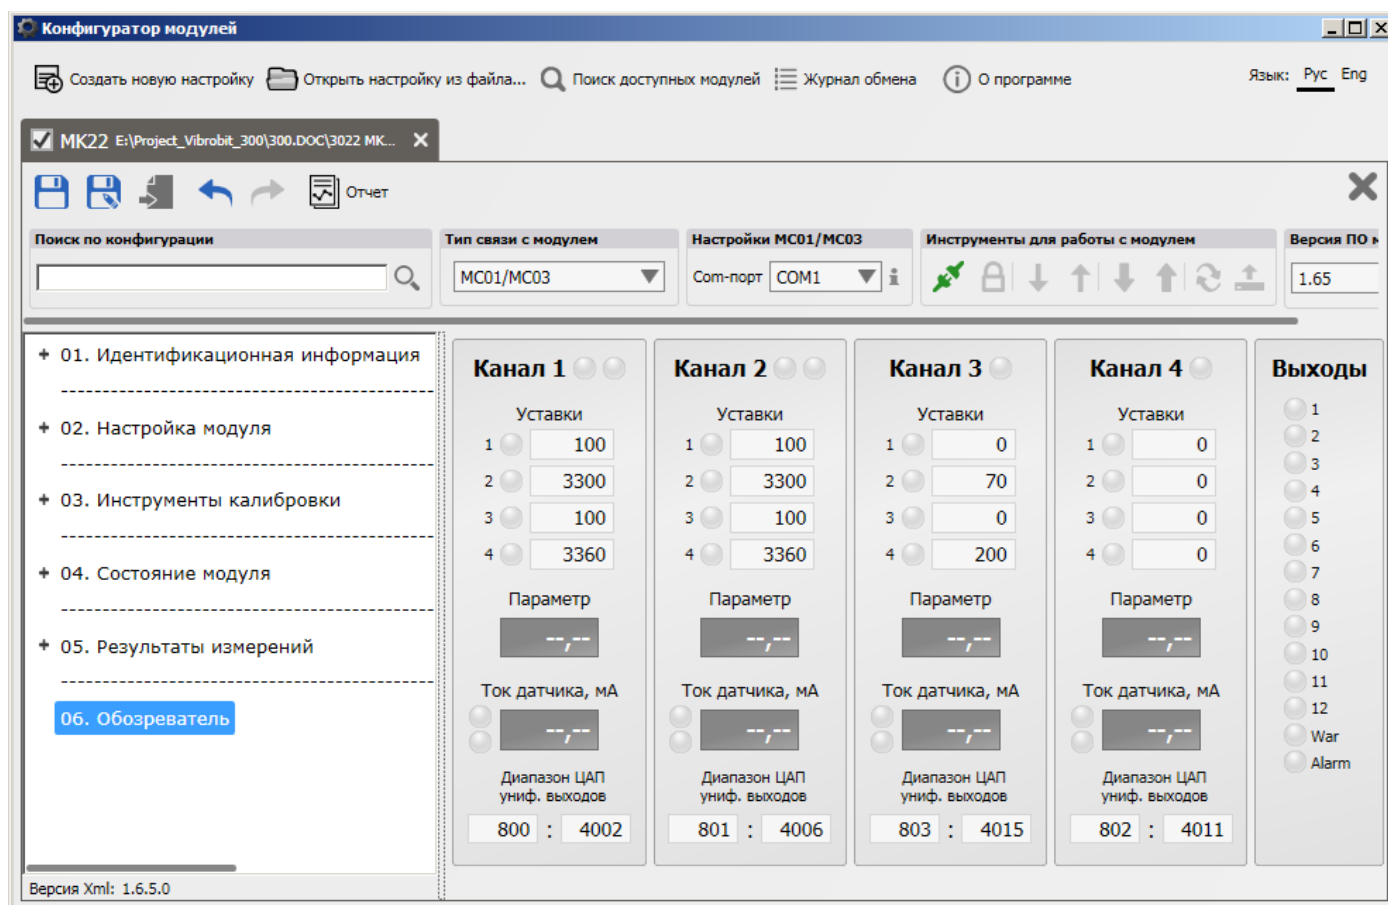 Конфигуратор модулей
Создать новую настройку Открыть настройку из файла... Поиск доступных модулей Журнал обмена О программе Язык: Рус Eng
МК22 E:\Project_Vibrobit_300\300.DOC\3022 МК...
Отчет
Поиск по конфигурации Тип связи с модулем Настройки MC01/MC03 Инструменты для работы с модулем Версия ПО м
MC01/MC03 Com-порт COM1 1.65
+ 01. Идентификационная информация
+ 02. Настройка модуля
+ 03. Инструменты калибровки
+ 04. Состояние модуля
+ 05. Результаты измерений
06. Обозреватель
Версия Xml: 1.6.5.0
Канал 1
Уставки
1 100
2 3300
3 100
4 3360
Параметр
--,--
Ток датчика, мА
--,--
Диапазон ЦАП
униф. выходов
800 : 4002
Канал 2
Уставки
1 100
2 3300
3 100
4 3360
Параметр
--,--
Ток датчика, мА
--,--
Диапазон ЦАП
униф. выходов
801 : 4006
Канал 3
Уставки
1 0
2 70
3 0
4 200
Параметр
--,--
Ток датчика, мА
--,--
Диапазон ЦАП
униф. выходов
803 : 4015
Канал 4
Уставки
1 0
2 0
3 0
4 0
Параметр
--,--
Ток датчика, мА
--,--
Диапазон ЦАП
униф. выходов
802 : 4011
Выходы
1
2
3
4
5
6
7
8
9
10
11
12
War
Alarm